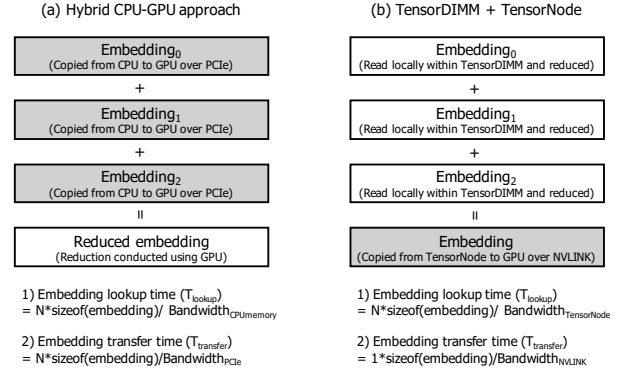 (a) Hybrid CPU-GPU approach
Embedding0
(Copied from CPU to GPU over PCIe)
+
Embedding1
(Copied from CPU to GPU over PCIe)
+
Embedding2
(Copied from CPU to GPU over PCIe)
=
Reduced embedding
(Reduction conducted using GPU)
1) Embedding lookup time (Tlookup)
= N*sizeof(embedding)/ BandwidthCPUmemory
2) Embedding transfer time (Ttransfer)
= N*sizeof(embedding)/BandwidthPCIe
(b) TensorDIMM + TensorNode
Embedding0
(Read locally within TensorDIMM and reduced)
+
Embedding1
(Read locally within TensorDIMM and reduced)
+
Embedding2
(Read locally within TensorDIMM and reduced)
=
Embedding
(Copied from TensorNode to GPU over NVLINK)
1) Embedding lookup time (Tlookup)
= N*sizeof(embedding)/ BandwidthTensorNode
2) Embedding transfer time (Ttransfer)
= 1*sizeof(embedding)/BandwidthNVLINK